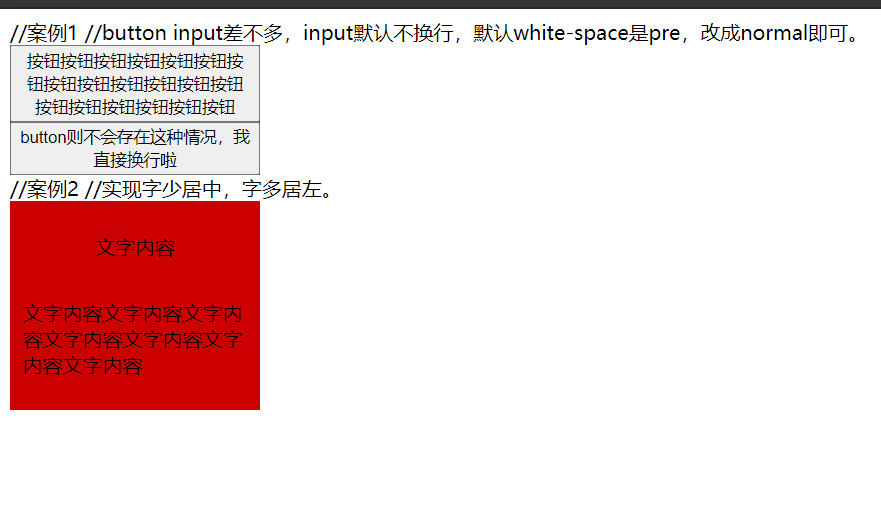 //案例1 //button input差不多，input默认不换行，默认white-space是pre，改成normal即可。
按钮按钮按钮按钮按钮按钮按
钮按钮按钮按钮按钮按钮按钮
按钮按钮按钮按钮按钮按钮
button则不会存在这种情况，我
直接换行啦
//案例2 //实现字少居中，字多居左。
文字内容
文字内容文字内容文字内
容文字内容文字内容文字
内容文字内容